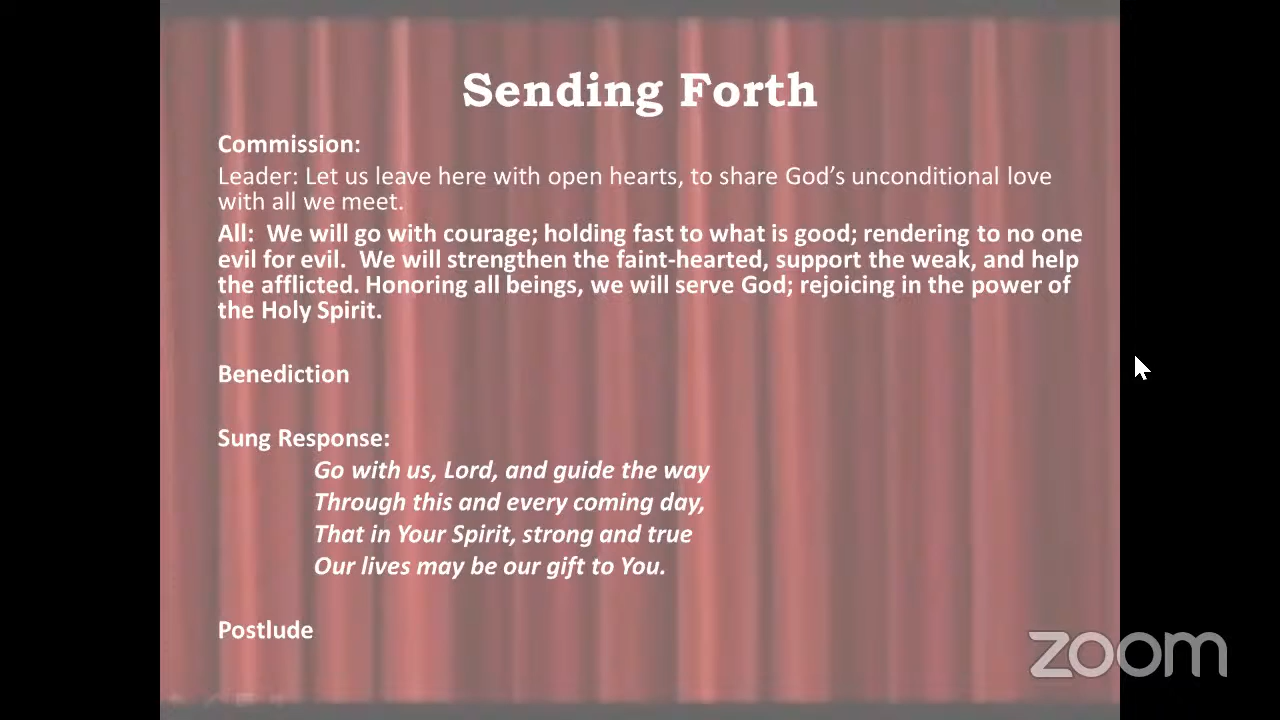 Sending Forth
Commission:
Leader: Let us leave here with open hearts, to share God’s unconditional love
with all we meet.
All:  We will go with courage; holding fast to what is good; rendering to no one
evil for evil.  We will strengthen the faint-hearted, support the weak, and help
the afflicted. Honoring all beings, we will serve God; rejoicing in the power of
the Holy Spirit.
Benediction
Sung Response:
Go with us, Lord, and guide the way
Through this and every coming day,
That in Your Spirit, strong and true
Our lives may be our gift to You.
Postlude
zoom